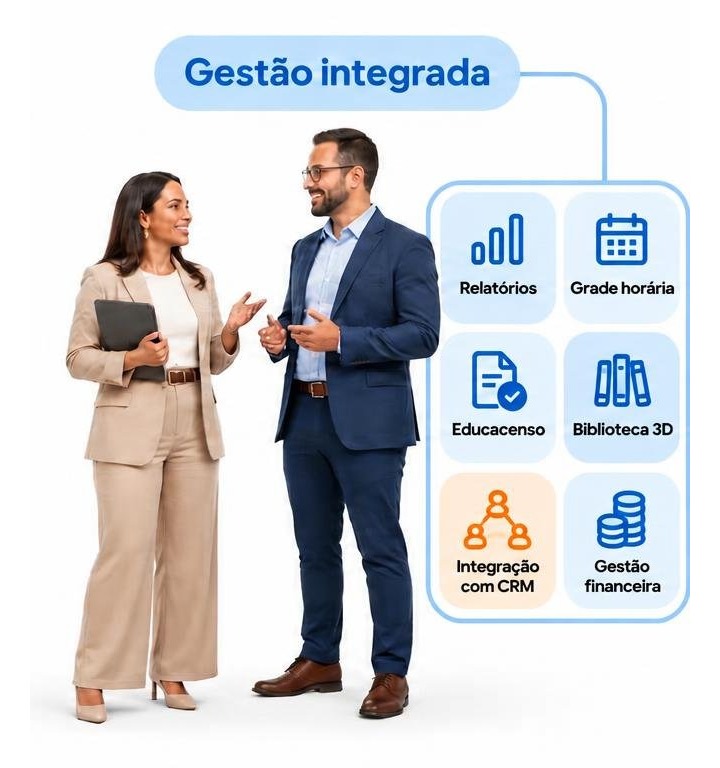 Gestão integrada
Relatórios
Grade horária
Educacenso
Biblioteca 3D
Integração
com CRM
Gestão
financeira